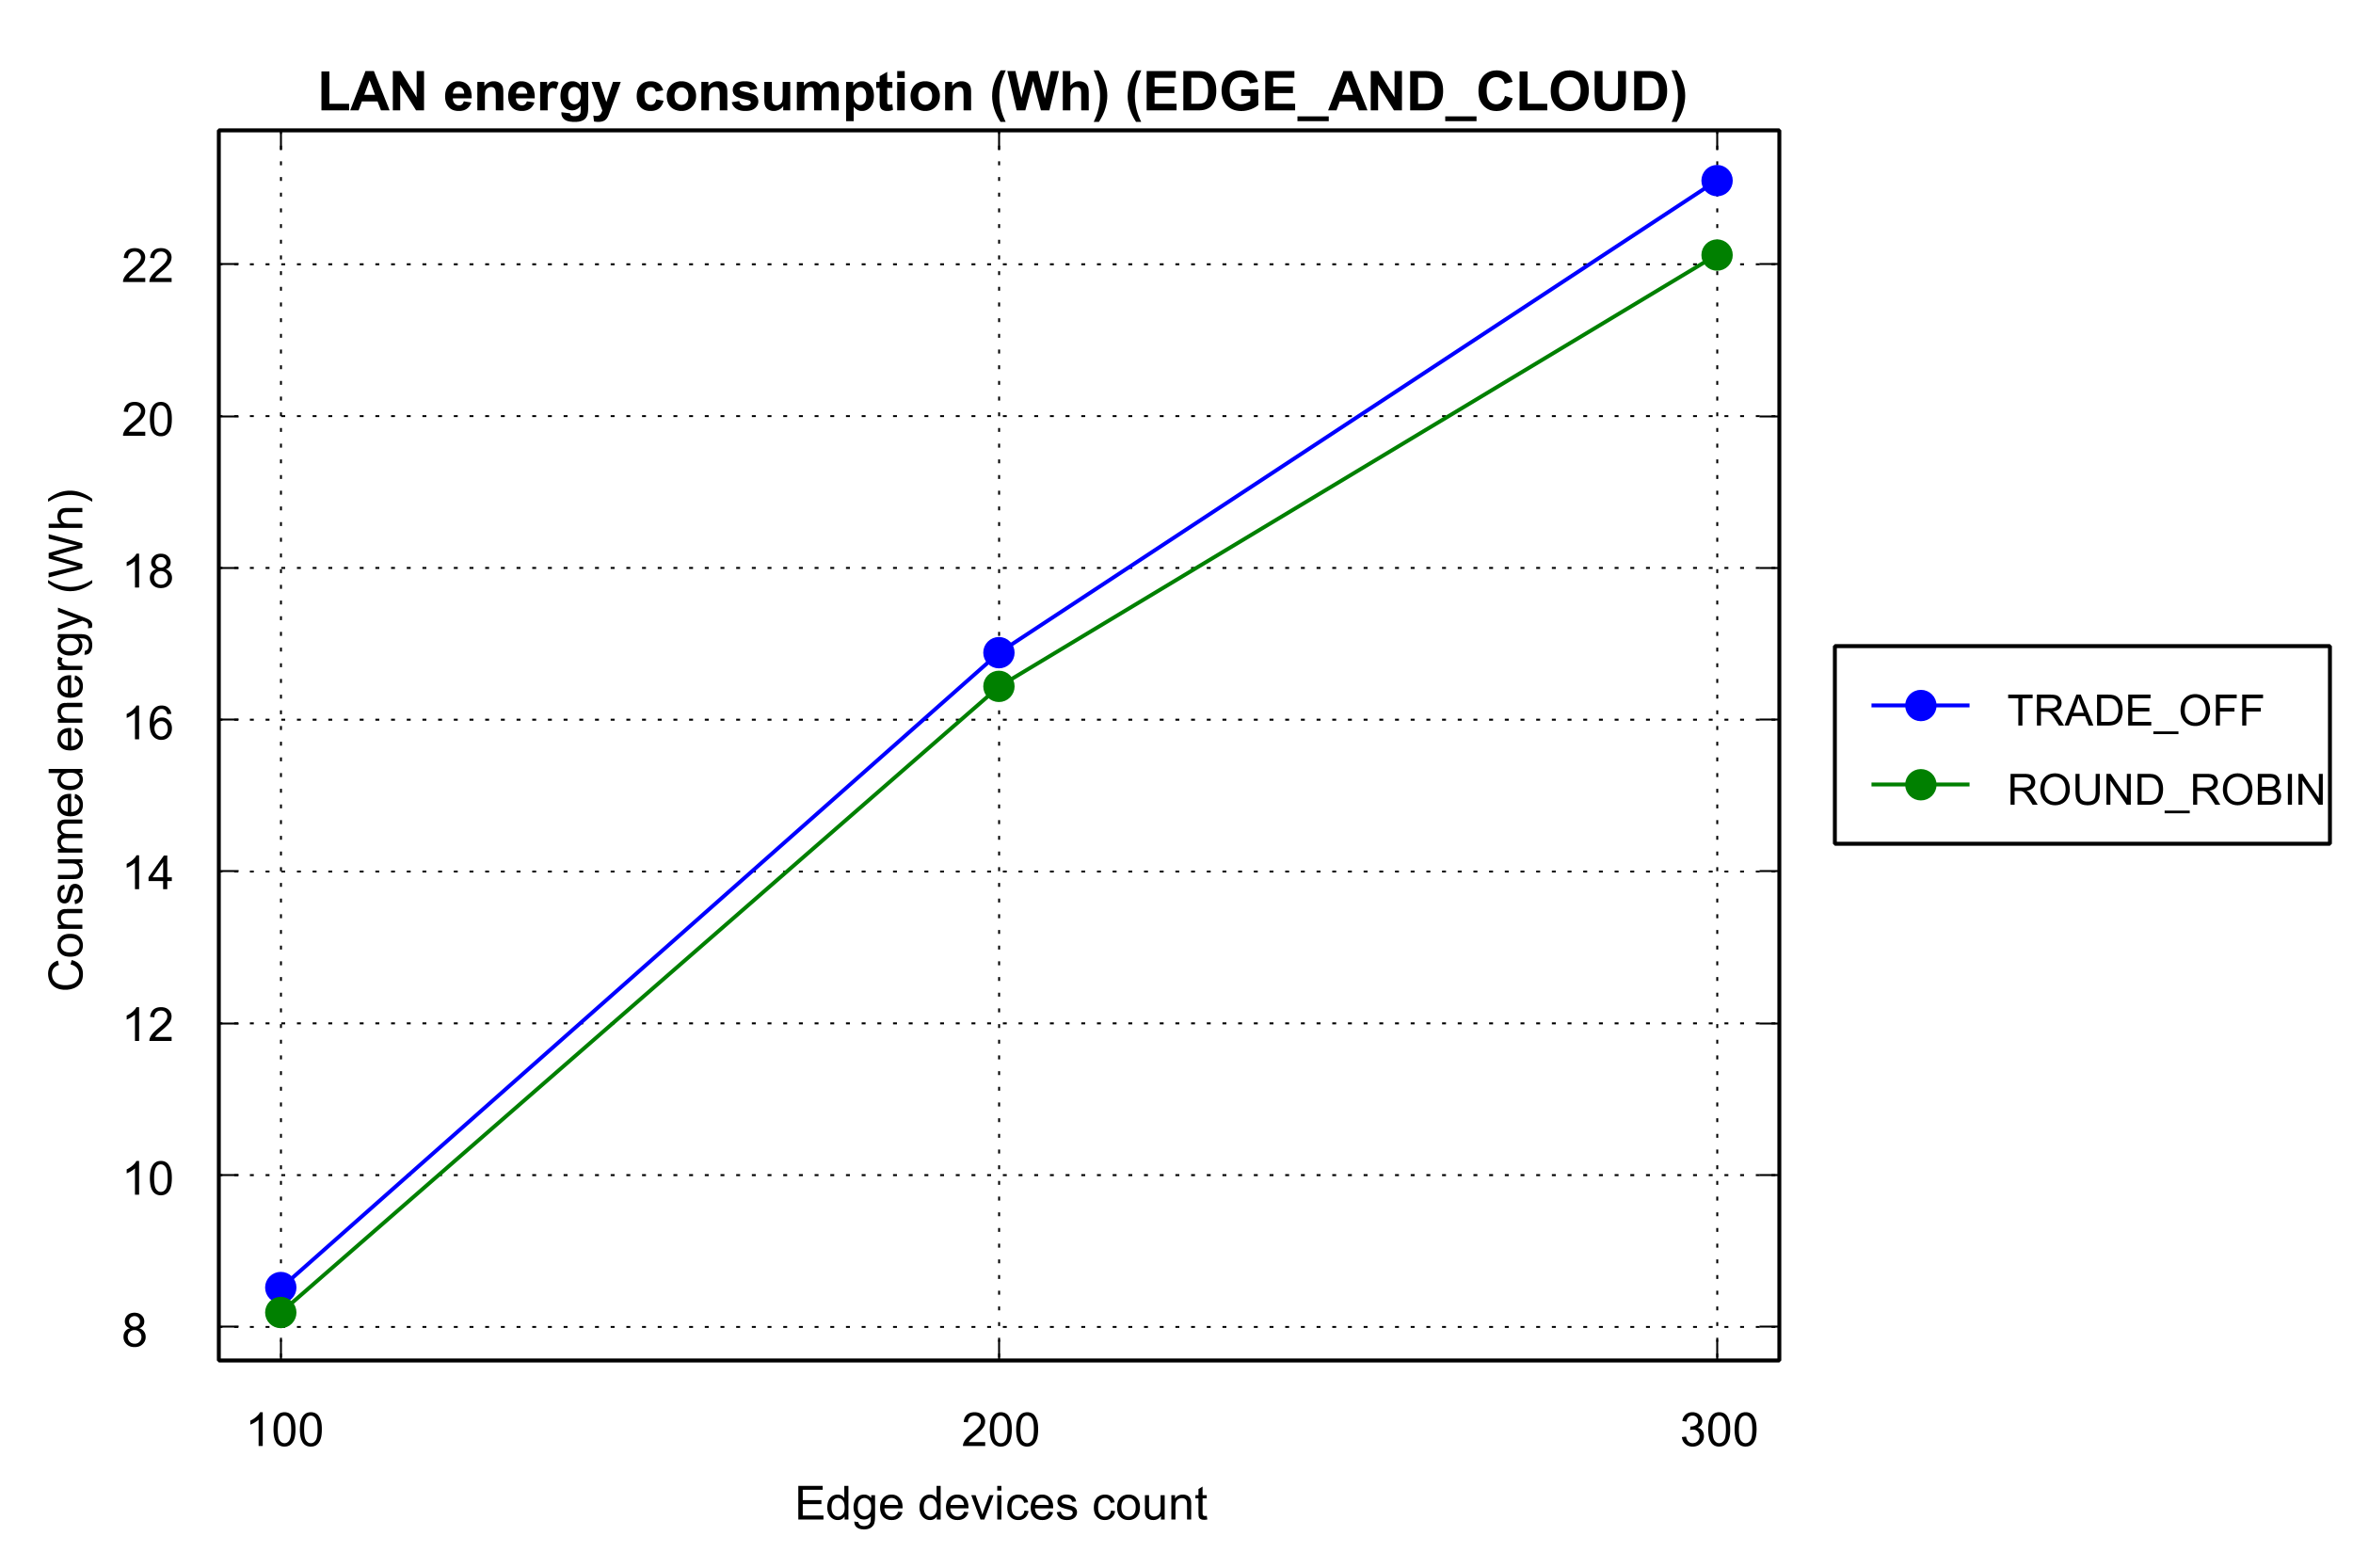 LAN energy consumption (Wh) (EDGE_AND_CLOUD)
Consumed energy (Wh)
22
20
18
16
14
12
10
8
100 200 300
Edge devices count
TRADE_OFF
ROUND_ROBIN